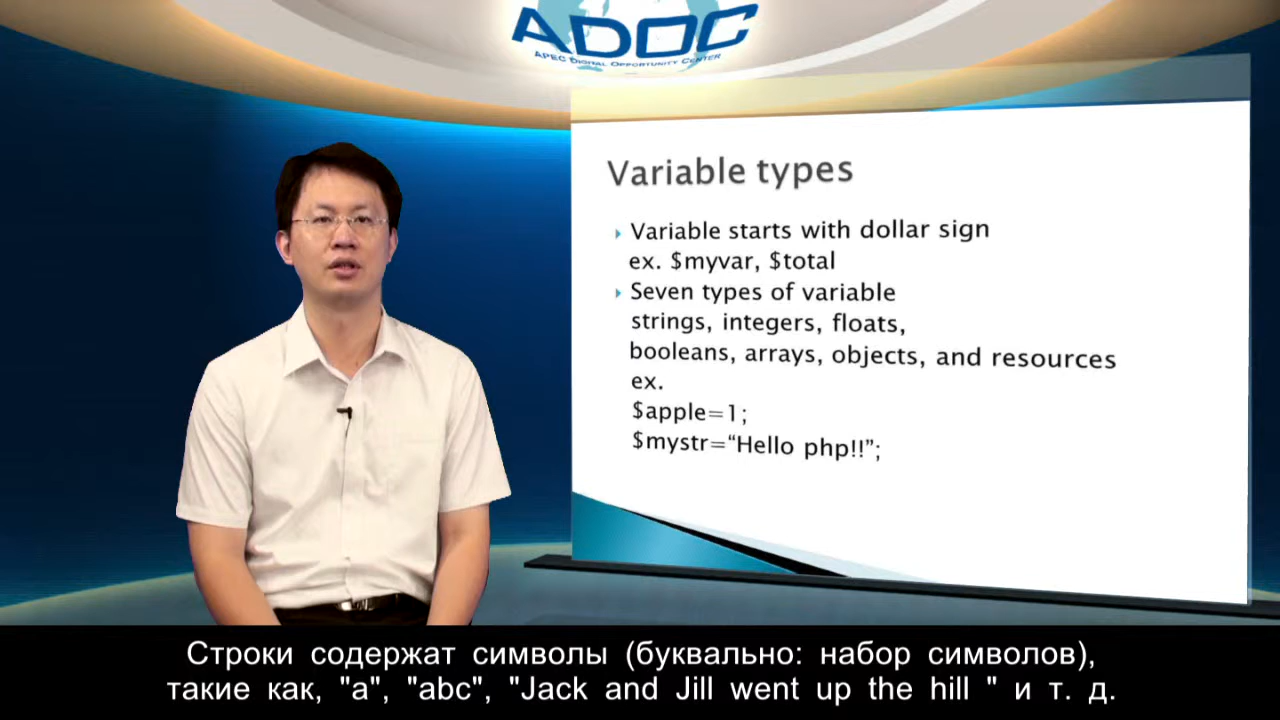 ADOC
APEC DIGITAL OPPORTUNITY CENTER
Variable types
Variable starts with dollar sign
ex. $myvar, $total
Seven types of variable
strings, integers, floats,
booleans, arrays, objects, and resources
ex.
$apple=1;
$mystr=“Hello php!!”;
Строки содержат символы (буквально: набор символов),
такие как, "a", "abc", "Jack and Jill went up the hill " и т. д.